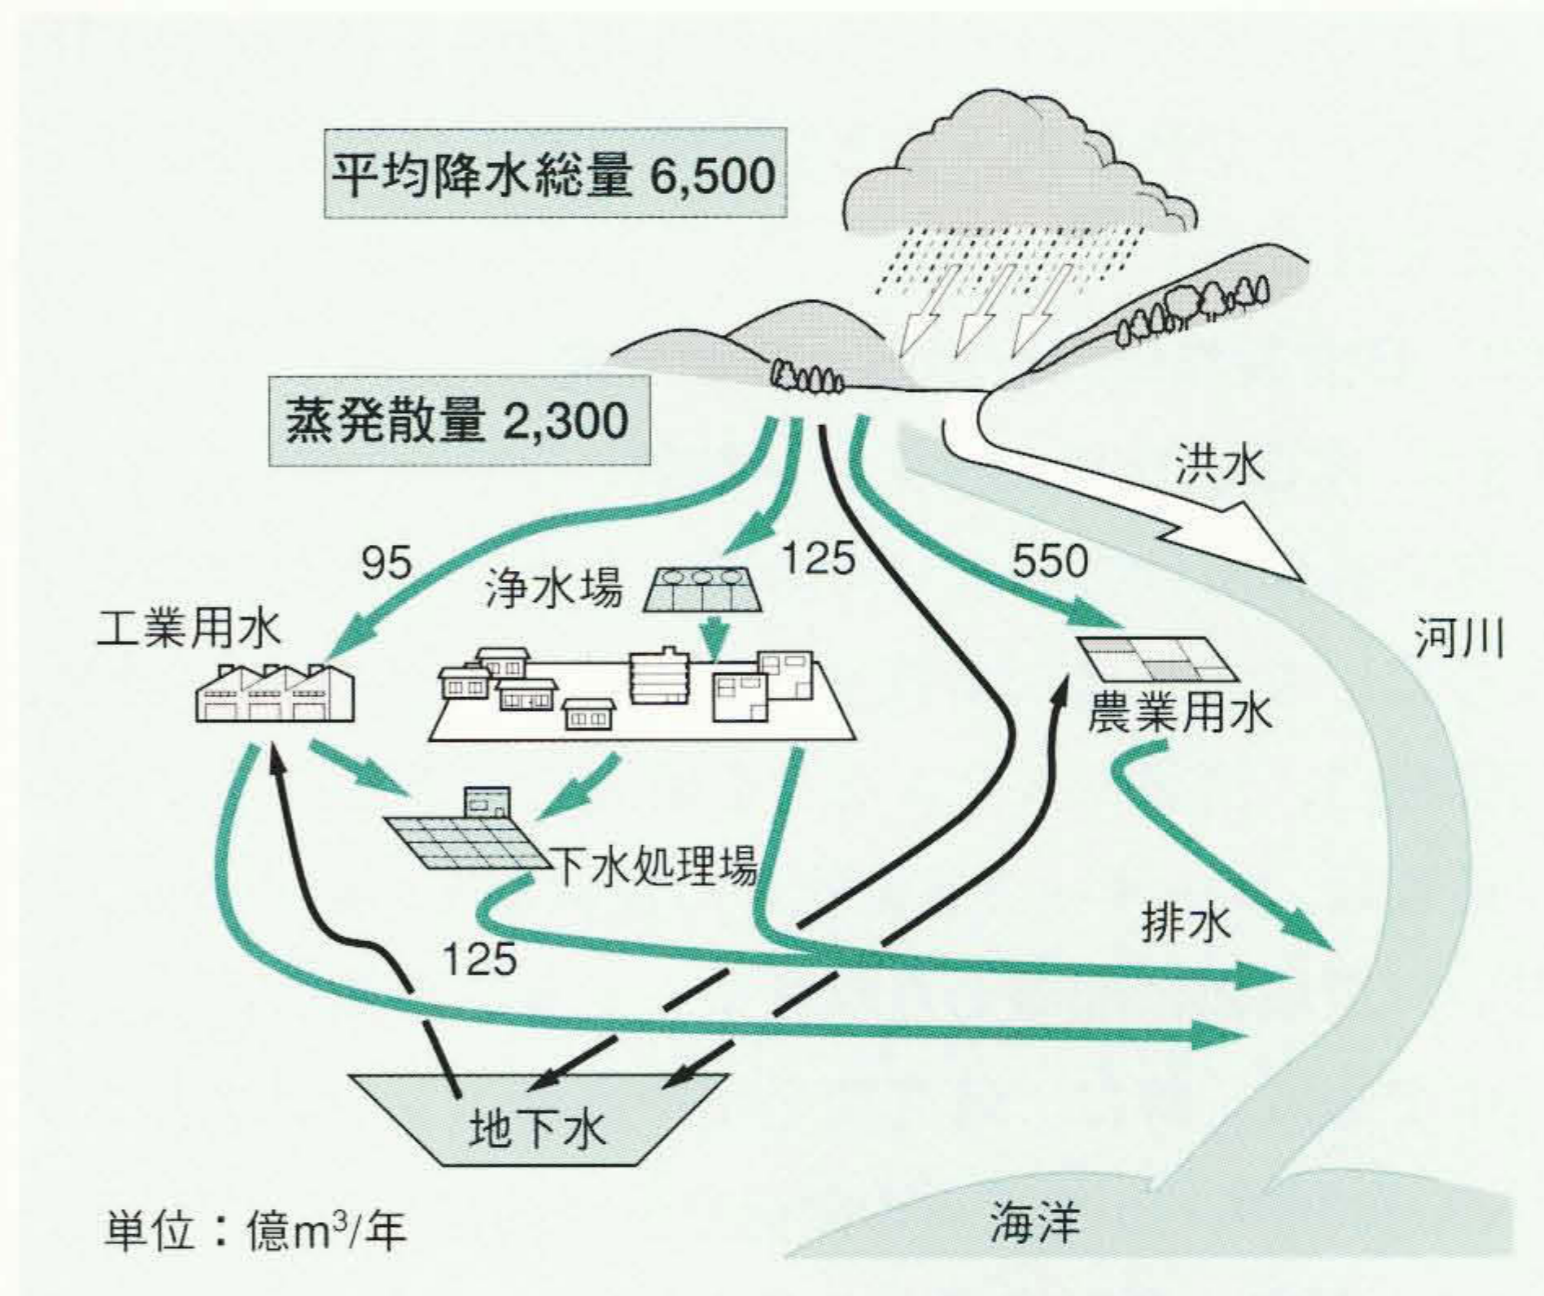 平均降水総量 6,500
蒸発散量 2,300
洪水
95
浄水場
125
550
工業用水
河川
農業用水
下水処理場
排水
125
地下水
海洋
単位：億m³/年